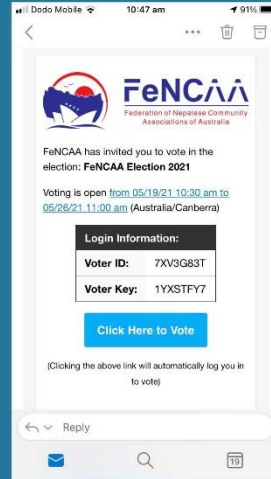 Dodo Mobile 10:47 am 91%
FeNCAA
Federation of Nepalese Community
Associations of Australia
FeNCAA has invited you to vote in the
election: FeNCAA Election 2021
Voting is open from 05/19/21 10:30 am to
05/26/21 11:00 am (Australia/Canberra)
Login Information:
Voter ID: 7XV3G83T
Voter Key: 1YXSTFY7
Click Here to Vote
(Clicking the above link will automatically log you in
to vote)
Reply
19